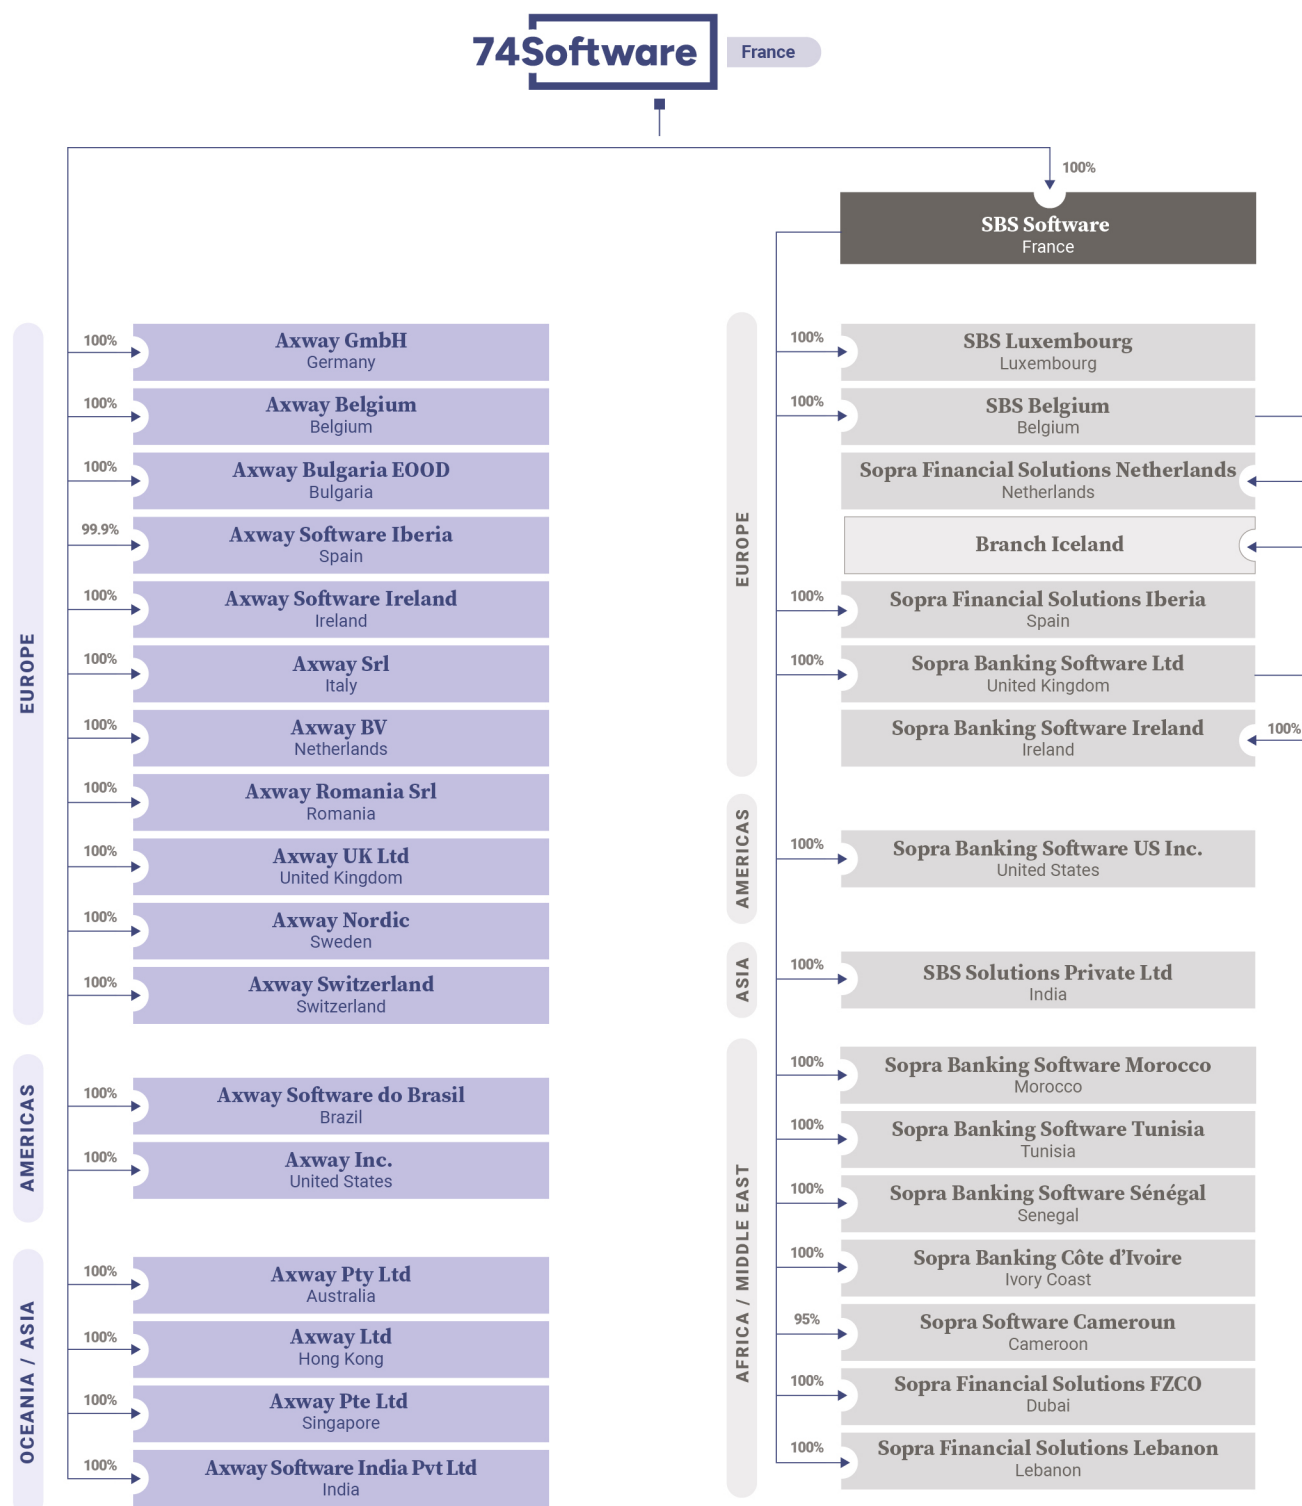 74Software
France
100%
SBS Software
France
EUROPE
100%
Axway GmbH
Germany
100%
Axway Belgium
Belgium
100%
Axway Bulgaria EOOD
Bulgaria
99.9%
Axway Software Iberia
Spain
100%
Axway Software Ireland
Ireland
100%
Axway Srl
Italy
100%
Axway BV
Netherlands
100%
Axway Romania Srl
Romania
100%
Axway UK Ltd
United Kingdom
100%
Axway Nordic
Sweden
100%
Axway Switzerland
Switzerland
AMERICAS
100%
Axway Software do Brasil
Brazil
100%
Axway Inc.
United States
OCEANIA / ASIA
100%
Axway Pty Ltd
Australia
100%
Axway Ltd
Hong Kong
100%
Axway Pte Ltd
Singapore
100%
Axway Software India Pvt Ltd
India
EUROPE
100%
SBS Luxembourg
Luxembourg
100%
SBS Belgium
Belgium
Sopra Financial Solutions Netherlands
Netherlands
Branch Iceland
100%
Sopra Financial Solutions Iberia
Spain
100%
Sopra Banking Software Ltd
United Kingdom
Sopra Banking Software Ireland
Ireland
100%
AMERICAS
100%
Sopra Banking Software US Inc.
United States
ASIA
100%
SBS Solutions Private Ltd
India
AFRICA / MIDDLE EAST
100%
Sopra Banking Software Morocco
Morocco
100%
Sopra Banking Software Tunisia
Tunisia
100%
Sopra Banking Software Sénégal
Senegal
100%
Sopra Banking Côte d’Ivoire
Ivory Coast
95%
Sopra Software Cameroun
Cameroon
100%
Sopra Financial Solutions FZCO
Dubai
100%
Sopra Financial Solutions Lebanon
Lebanon